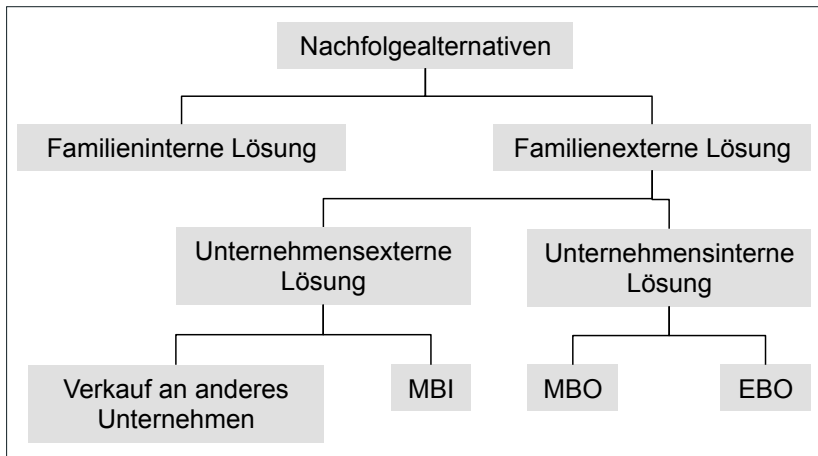 Nachfolgealternativen
Familieninterne Lösung
Familienexterne Lösung
Unternehmensexterne
Lösung
Unternehmensinterne
Lösung
Verkauf an anderes
Unternehmen
MBI
MBO
EBO